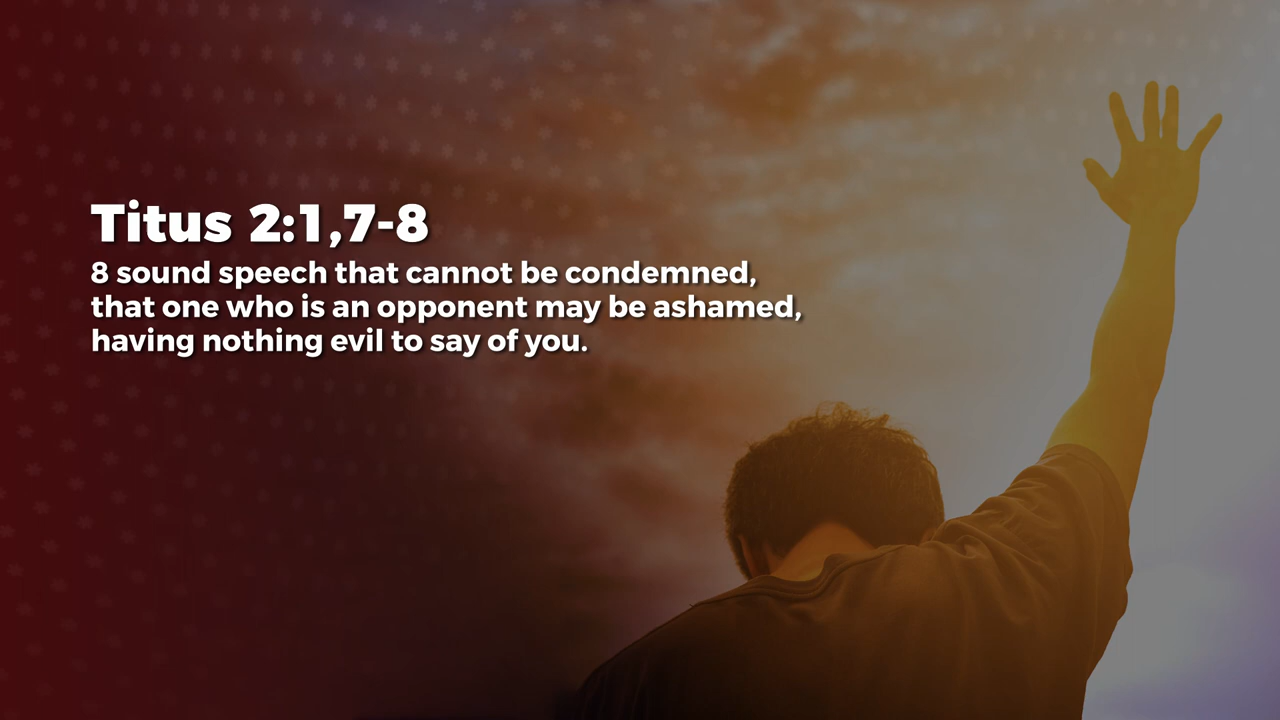 Titus 2:1,7-8
8 sound speech that cannot be condemned,
that one who is an opponent may be ashamed,
having nothing evil to say of you.